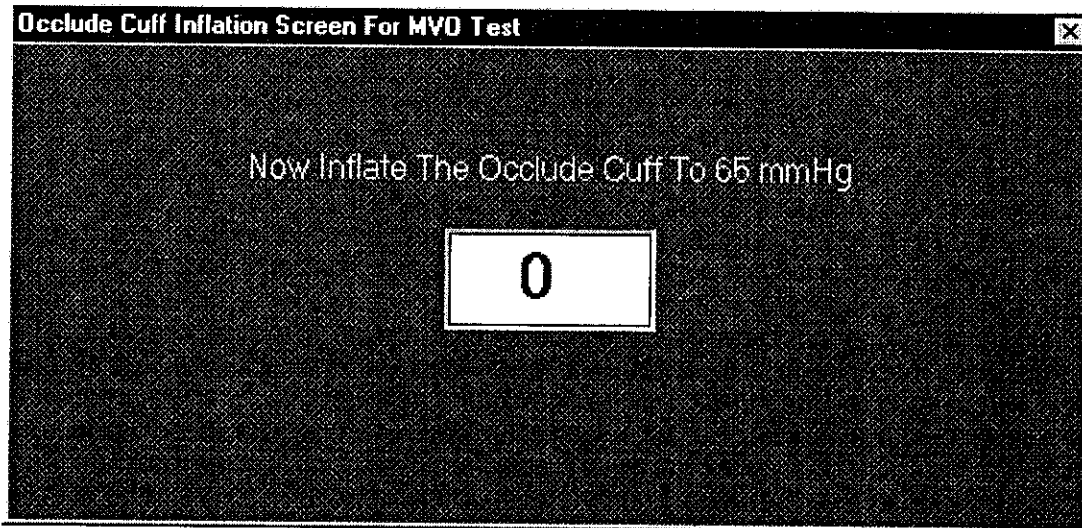 Occlude Cuff Inflation Screen For MVO Test
Now Inflate The Occlude Cuff To 65 mmHg
0